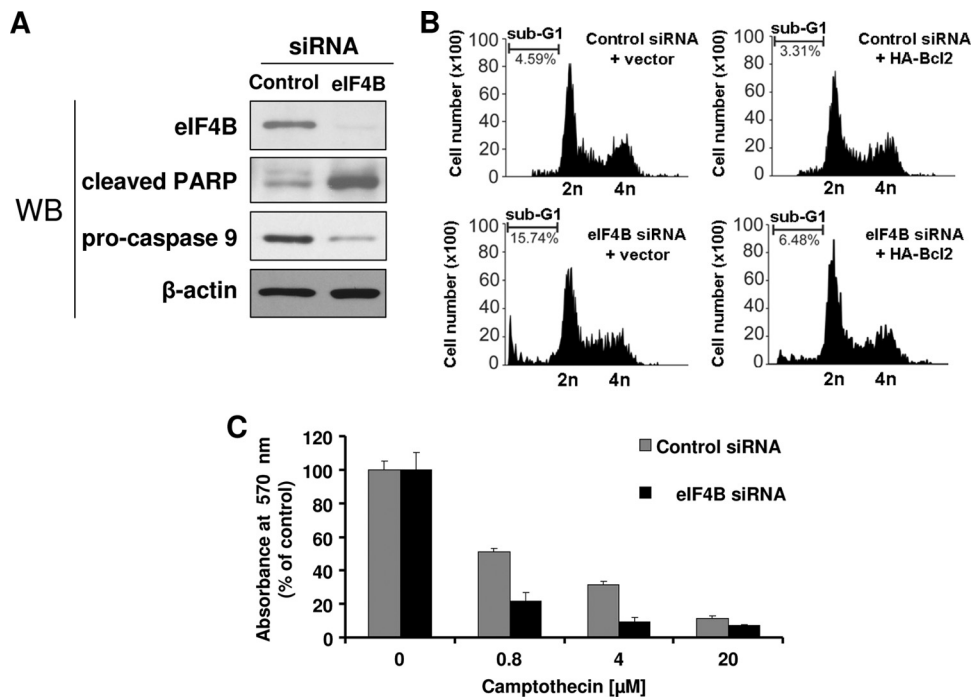 A
siRNA
Control eIF4B
WB
eIF4B
cleaved PARP
pro-caspase 9
β-actin
B
Cell number (x100)
100
80
60
40
20
0
sub-G1
4.59%
Control siRNA
+ vector
2n 4n
Cell number (x100)
100
80
60
40
20
0
sub-G1
3.31%
Control siRNA
+ HA-Bcl2
2n 4n
Cell number (x100)
100
80
60
40
20
0
sub-G1
15.74%
eIF4B siRNA
+ vector
2n 4n
Cell number (x100)
100
80
60
40
20
0
sub-G1
6.48%
eIF4B siRNA
+ HA-Bcl2
2n 4n
C
Absorbance at 570 nm
(% of control)
120
100
80
60
40
20
0
Control siRNA
eIF4B siRNA
0 0.8 4 20
Camptothecin [µM]